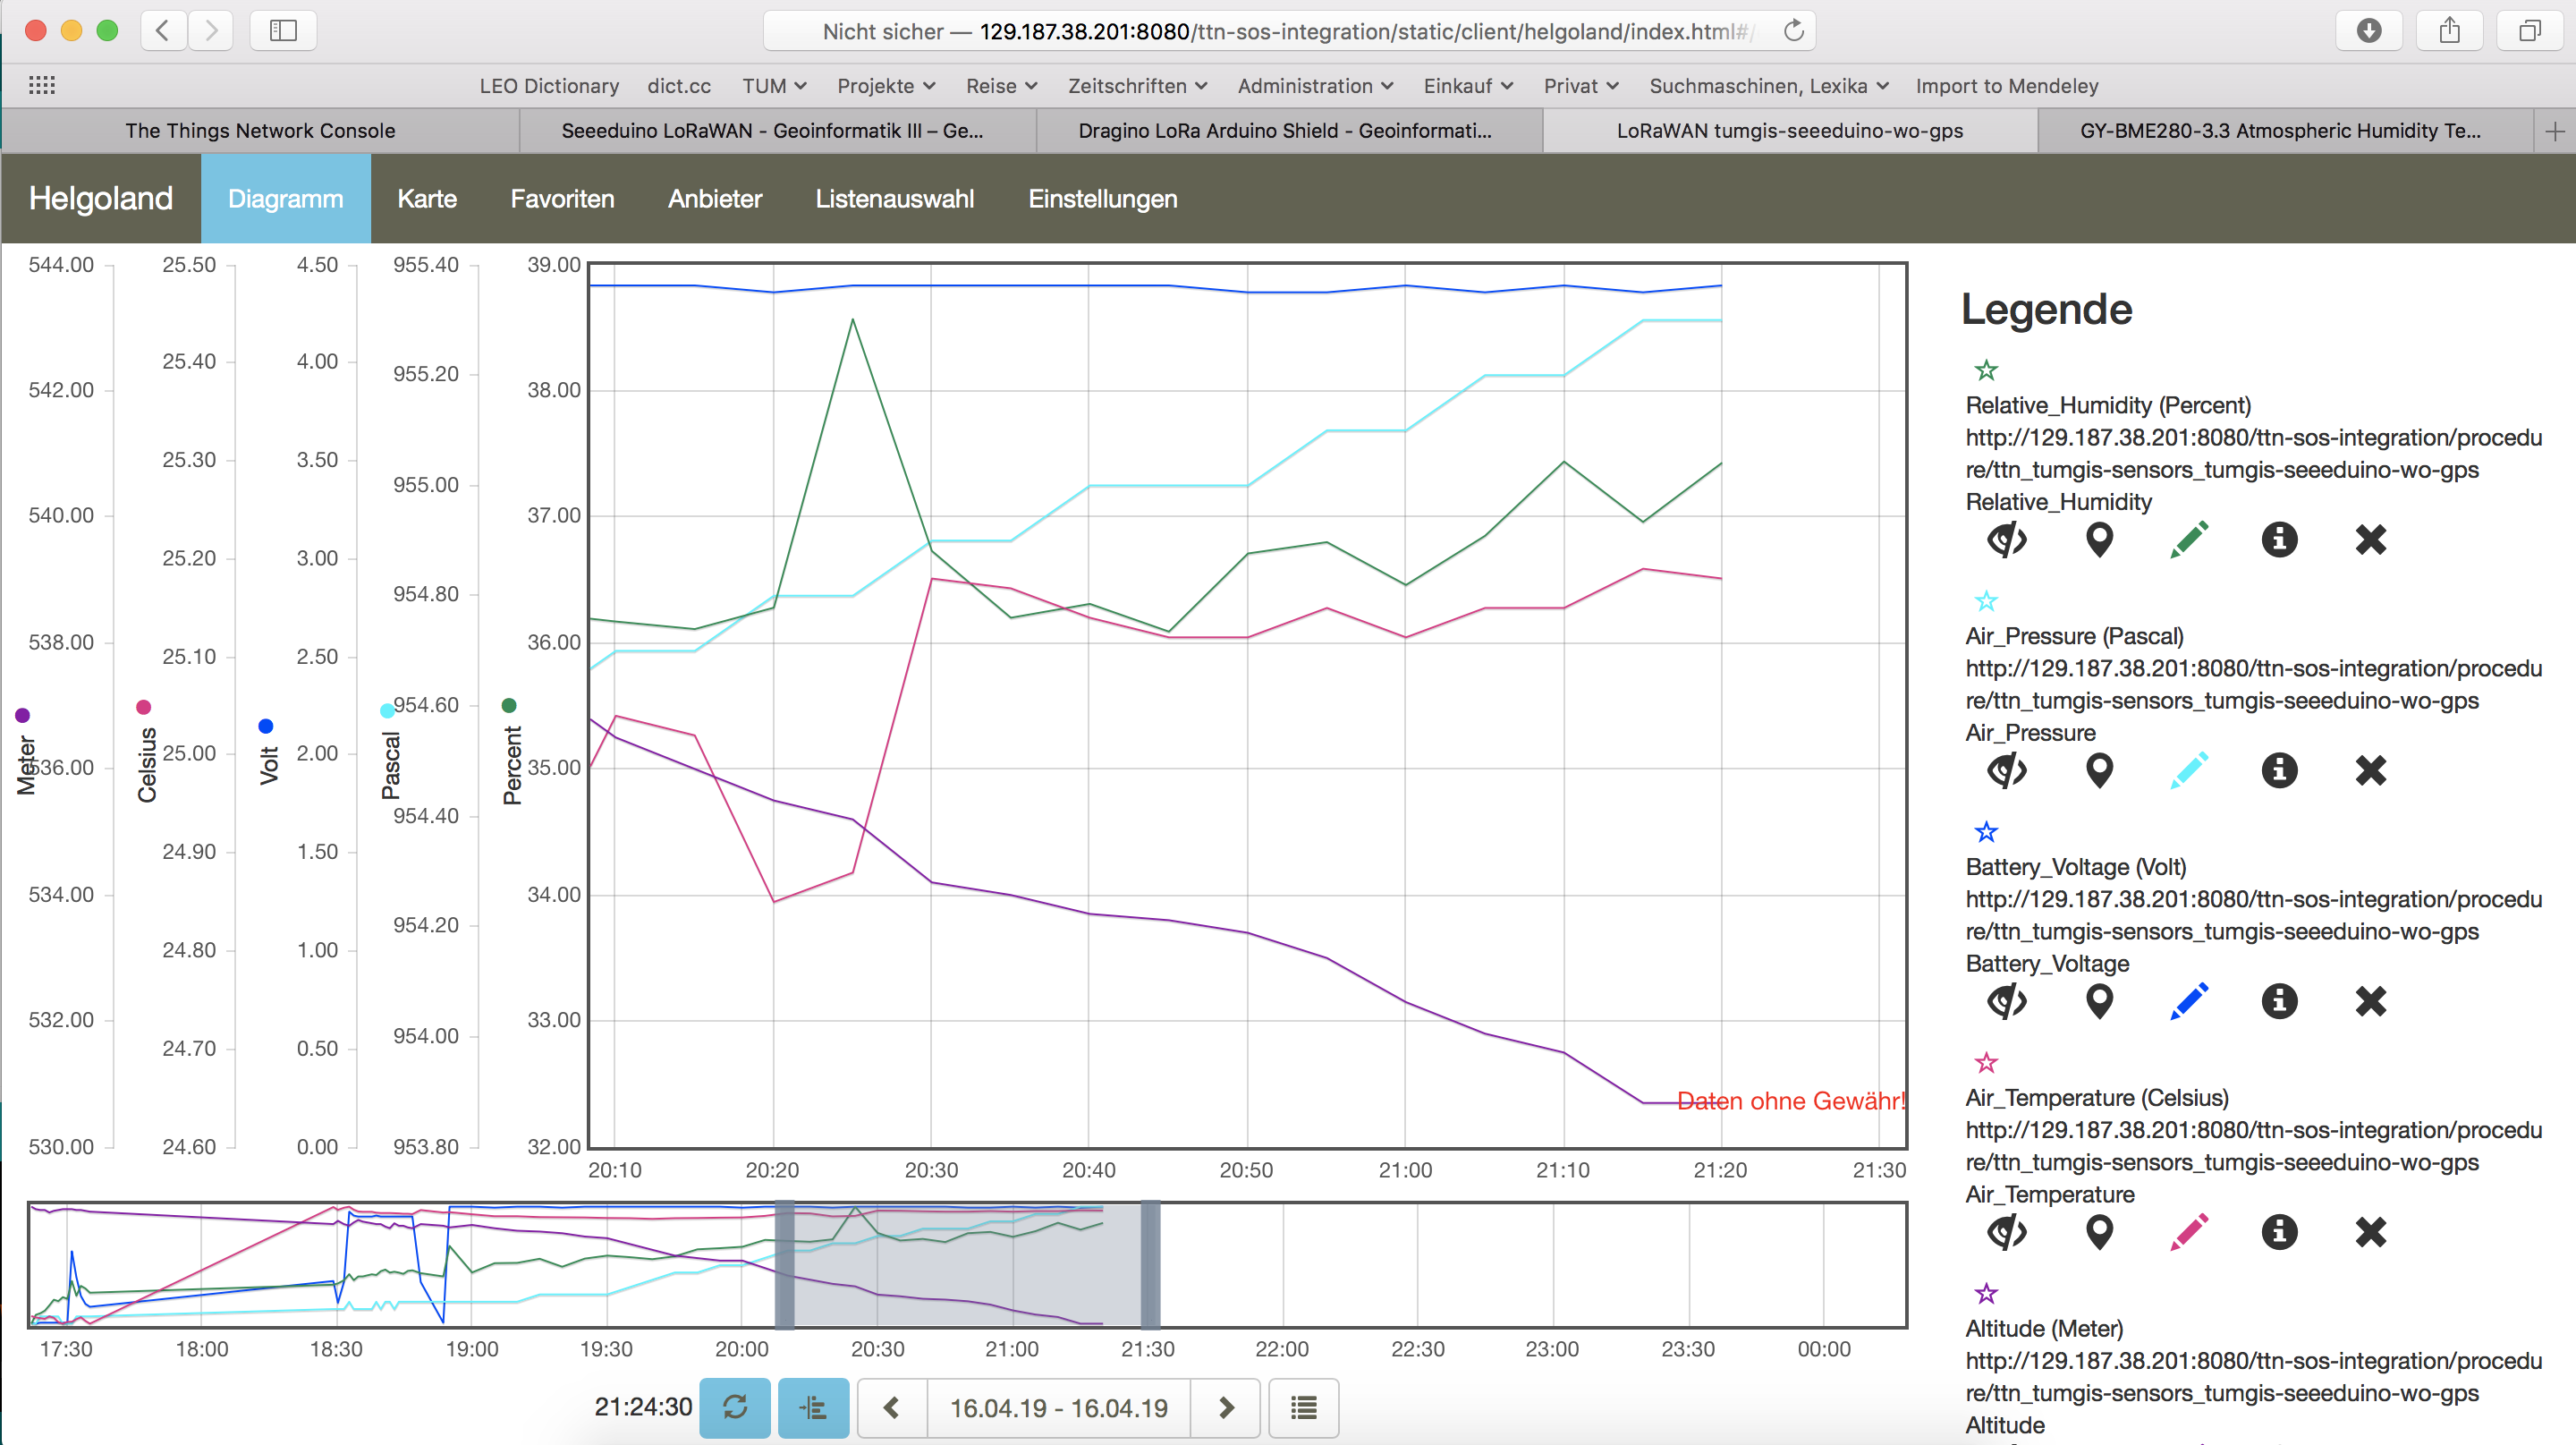 Nicht sicher — 129.187.38.201:8080/ttn-sos-integration/static/client/helgoland/index.html#/
LEO Dictionary dict.cc TUM Projekte Reise Zeitschriften Administration Einkauf Privat Suchmaschinen, Lexika Import to Mendeley
The Things Network Console Seeeduino LoRaWAN - Geoinformatik III – Ge... Dragino LoRa Arduino Shield - Geoinformati... LoRaWAN tumgis-seeeduino-wo-gps GY-BME280-3.3 Atmospheric Humidity Te...
Helgoland Diagramm Karte Favoriten Anbieter Listenauswahl Einstellungen
544.00
542.00
540.00
538.00
536.00
534.00
532.00
530.00
Meter
25.50
25.40
25.30
25.20
25.10
25.00
24.90
24.80
24.70
24.60
Celsius
4.50
4.00
3.50
3.00
2.50
2.00
1.50
1.00
0.50
0.00
Volt
955.40
955.20
955.00
954.80
954.60
954.40
954.20
954.00
953.80
Pascal
39.00
38.00
37.00
36.00
35.00
34.00
33.00
32.00
Percent
Daten ohne Gewähr!
20:10 20:20 20:30 20:40 20:50 21:00 21:10 21:20 21:30
17:30 18:00 18:30 19:00 19:30 20:00 20:30 21:00 21:30 22:00 22:30 23:00 23:30 00:00
21:24:30 16.04.19 - 16.04.19
Legende
Relative_Humidity (Percent)
http://129.187.38.201:8080/ttn-sos-integration/procedu
re/ttn_tumgis-sensors_tumgis-seeeduino-wo-gps
Relative_Humidity
Air_Pressure (Pascal)
http://129.187.38.201:8080/ttn-sos-integration/procedu
re/ttn_tumgis-sensors_tumgis-seeeduino-wo-gps
Air_Pressure
Battery_Voltage (Volt)
http://129.187.38.201:8080/ttn-sos-integration/procedu
re/ttn_tumgis-sensors_tumgis-seeeduino-wo-gps
Battery_Voltage
Air_Temperature (Celsius)
http://129.187.38.201:8080/ttn-sos-integration/procedu
re/ttn_tumgis-sensors_tumgis-seeeduino-wo-gps
Air_Temperature
Altitude (Meter)
http://129.187.38.201:8080/ttn-sos-integration/procedu
re/ttn_tumgis-sensors_tumgis-seeeduino-wo-gps
Altitude